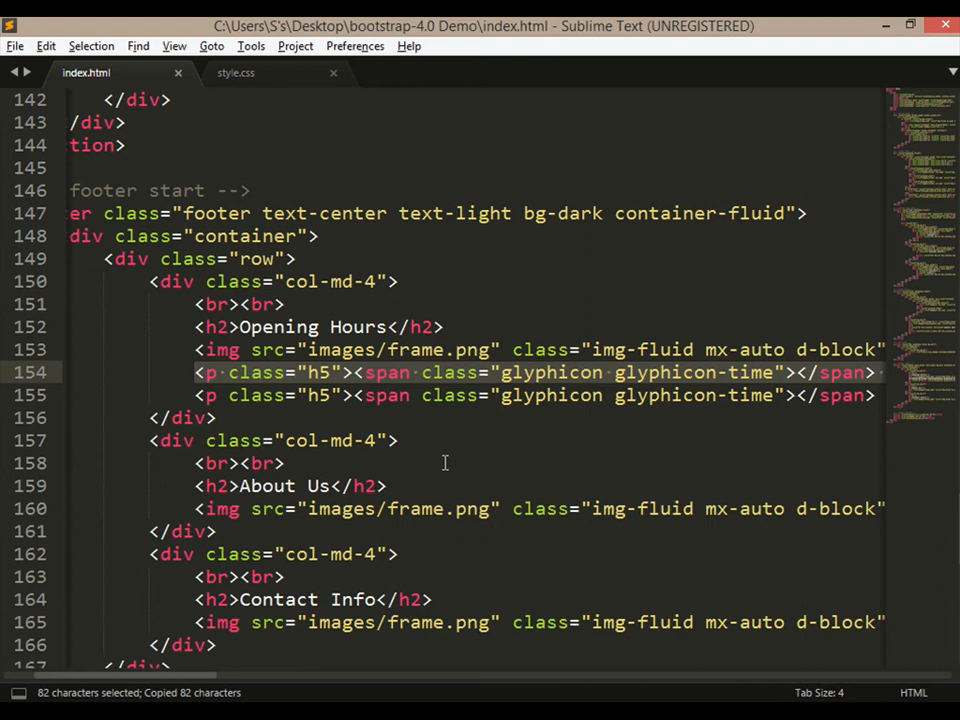 C:\Users\S's\Desktop\bootstrap-4.0 Demo\index.html - Sublime Text (UNREGISTERED)
File Edit Selection Find View Goto Tools Project Preferences Help
index.html style.css
142 </div>
143 /div>
144 ction>
145
146 footer start -->
147 er class="footer text-center text-light bg-dark container-fluid">
148 div class="container">
149 <div class="row">
150 <div class="col-md-4">
151 <br><br>
152 <h2>Opening Hours</h2>
153 <img src="images/frame.png" class="img-fluid mx-auto d-block"
154 <p class="h5"><span class="glyphicon glyphicon-time"></span>
155 <p class="h5"><span class="glyphicon glyphicon-time"></span>
156 </div>
157 <div class="col-md-4">
158 <br><br>
159 <h2>About Us</h2>
160 <img src="images/frame.png" class="img-fluid mx-auto d-block"
161 </div>
162 <div class="col-md-4">
163 <br><br>
164 <h2>Contact Info</h2>
165 <img src="images/frame.png" class="img-fluid mx-auto d-block"
166 </div>
167 </div>
82 characters selected; Copied 82 characters Tab Size: 4 HTML